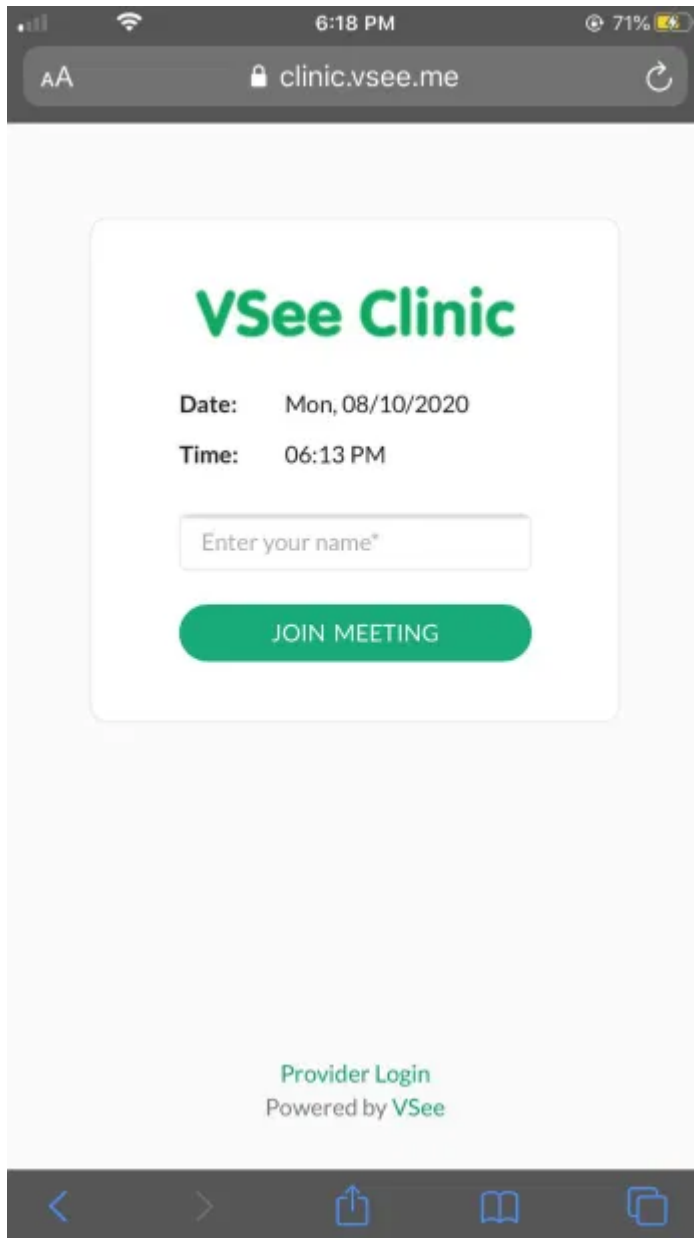 6:18 PM 71%
AA clinic.vsee.me
VSee Clinic
Date: Mon, 08/10/2020
Time: 06:13 PM
Enter your name*
JOIN MEETING
Provider Login
Powered by VSee